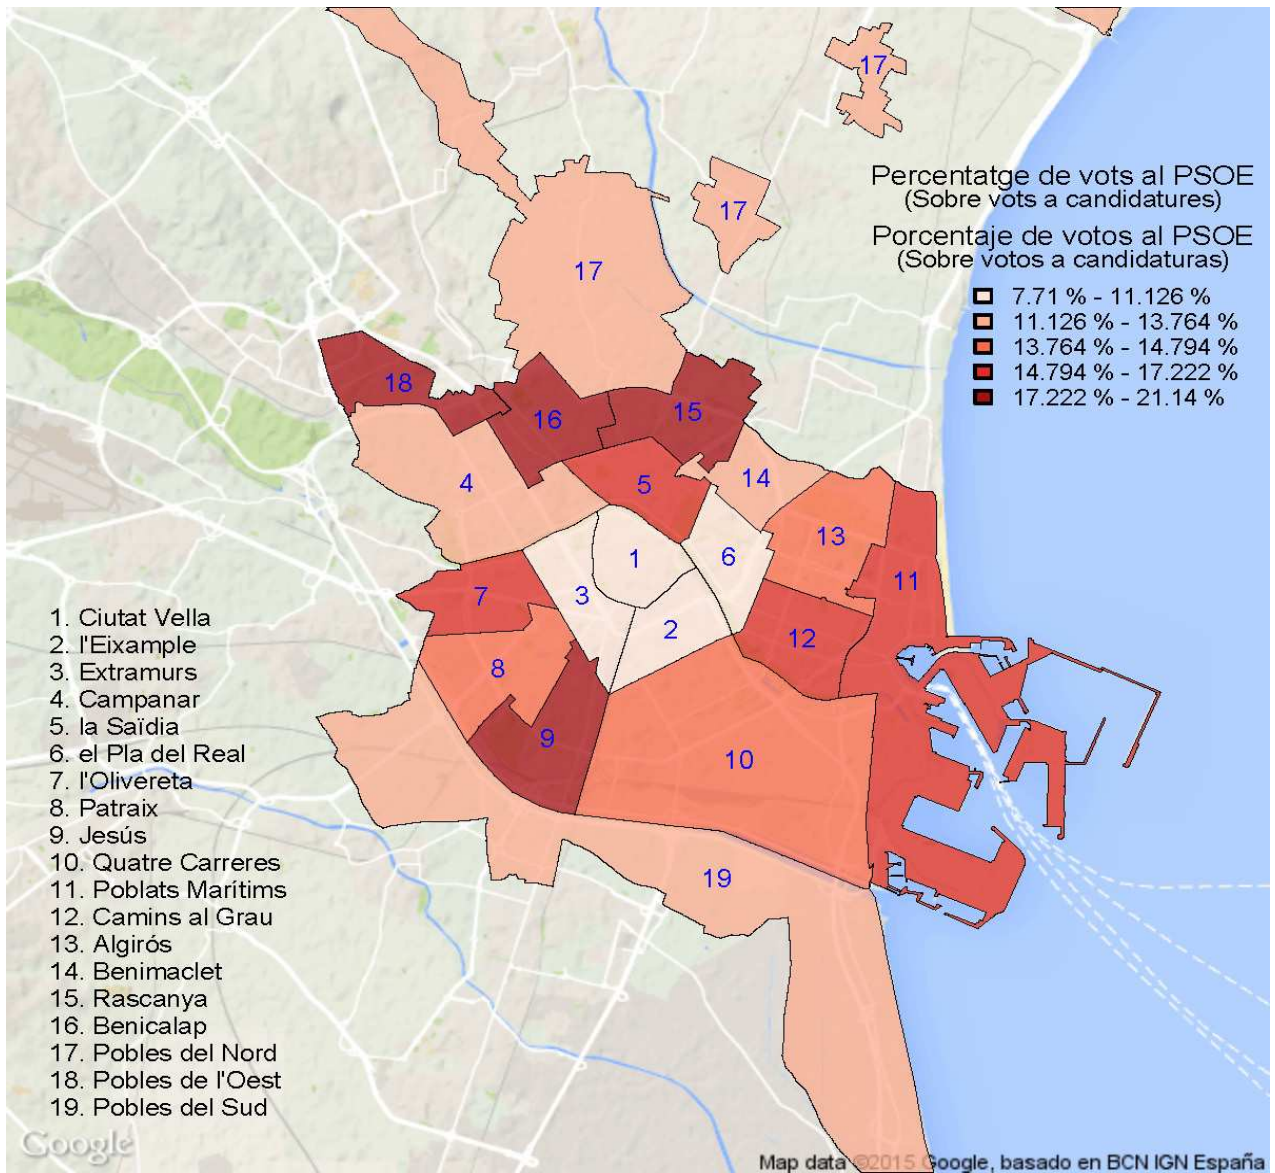 17
17
17
17
Percentatge de vots al PSOE
(Sobre vots a candidatures)
Porcentaje de votos al PSOE
(Sobre votos a candidaturas)
7.71 % - 11.126 %
11.126 % - 13.764 %
13.764 % - 14.794 %
14.794 % - 17.222 %
17.222 % - 21.14 %
18
16
15
4
5
14
13
6
1
11
3
7
2
12
8
9
10
19
1. Ciutat Vella
2. l'Eixample
3. Extramurs
4. Campanar
5. la Saïdia
6. el Pla del Real
7. l'Olivereta
8. Patraix
9. Jesús
10. Quatre Carreres
11. Poblats Marítims
12. Camins al Grau
13. Algirós
14. Benimaclet
15. Rascanya
16. Benicalap
17. Pobles del Nord
18. Pobles de l'Oest
19. Pobles del Sud
Google
Map data ©2015 Google, basado en BCN IGN España